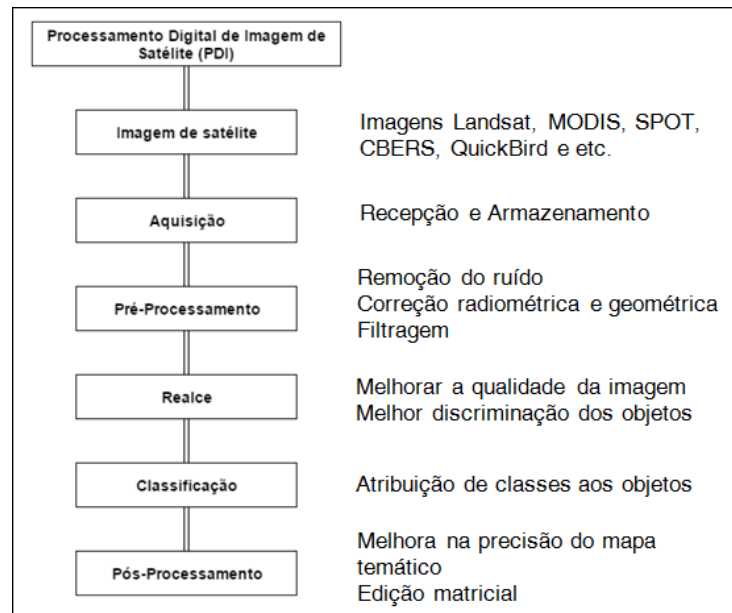 Processamento Digital de Imagem de
Satélite (PDI)
Imagem de satélite
Imagens Landsat, MODIS, SPOT,
CBERS, QuickBird e etc.
Aquisição
Recepção e Armazenamento
Pré-Processamento
Remoção do ruído
Correção radiométrica e geométrica
Filtragem
Realce
Melhorar a qualidade da imagem
Melhor discriminação dos objetos
Classificação
Atribuição de classes aos objetos
Pós-Processamento
Melhora na precisão do mapa
temático
Edição matricial